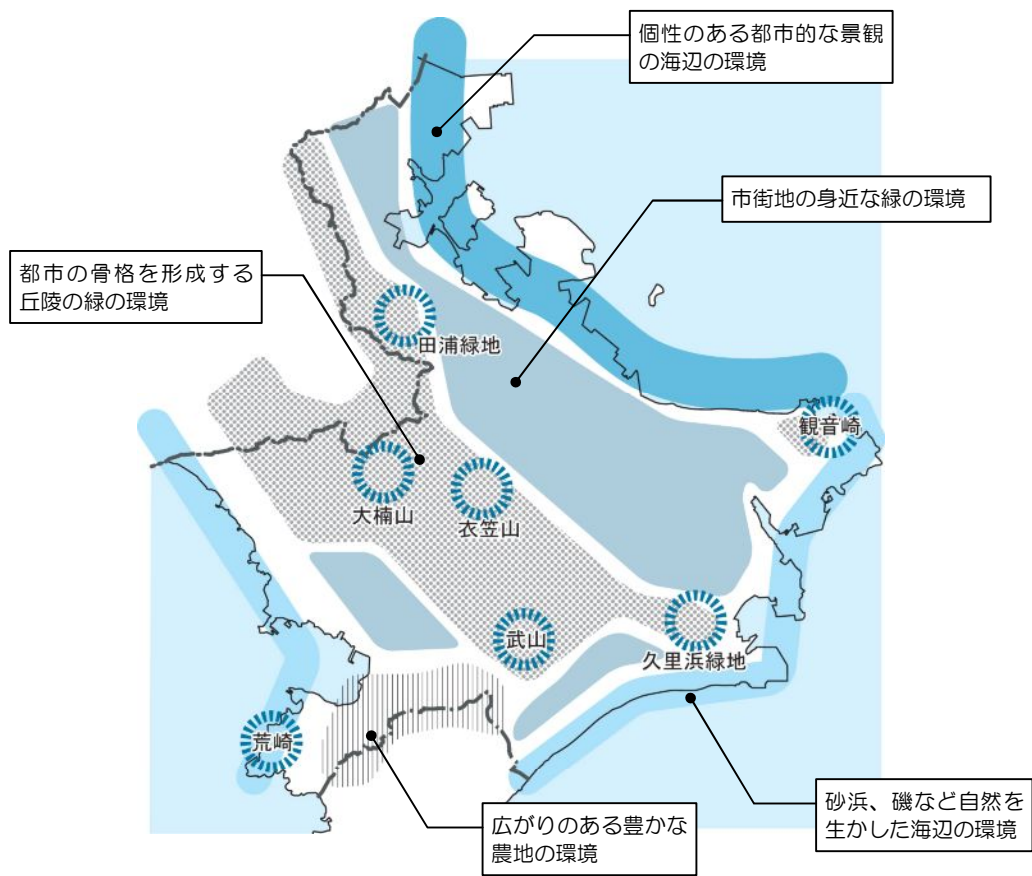 個性のある都市的な景観
の海辺の環境
市街地の身近な緑の環境
都市の骨格を形成する
丘陵の緑の環境
田浦緑地
観音崎
大楠山
衣笠山
武山
久里浜緑地
荒崎
広がりのある豊かな
農地の環境
砂浜、磯など自然を
生かした海辺の環境